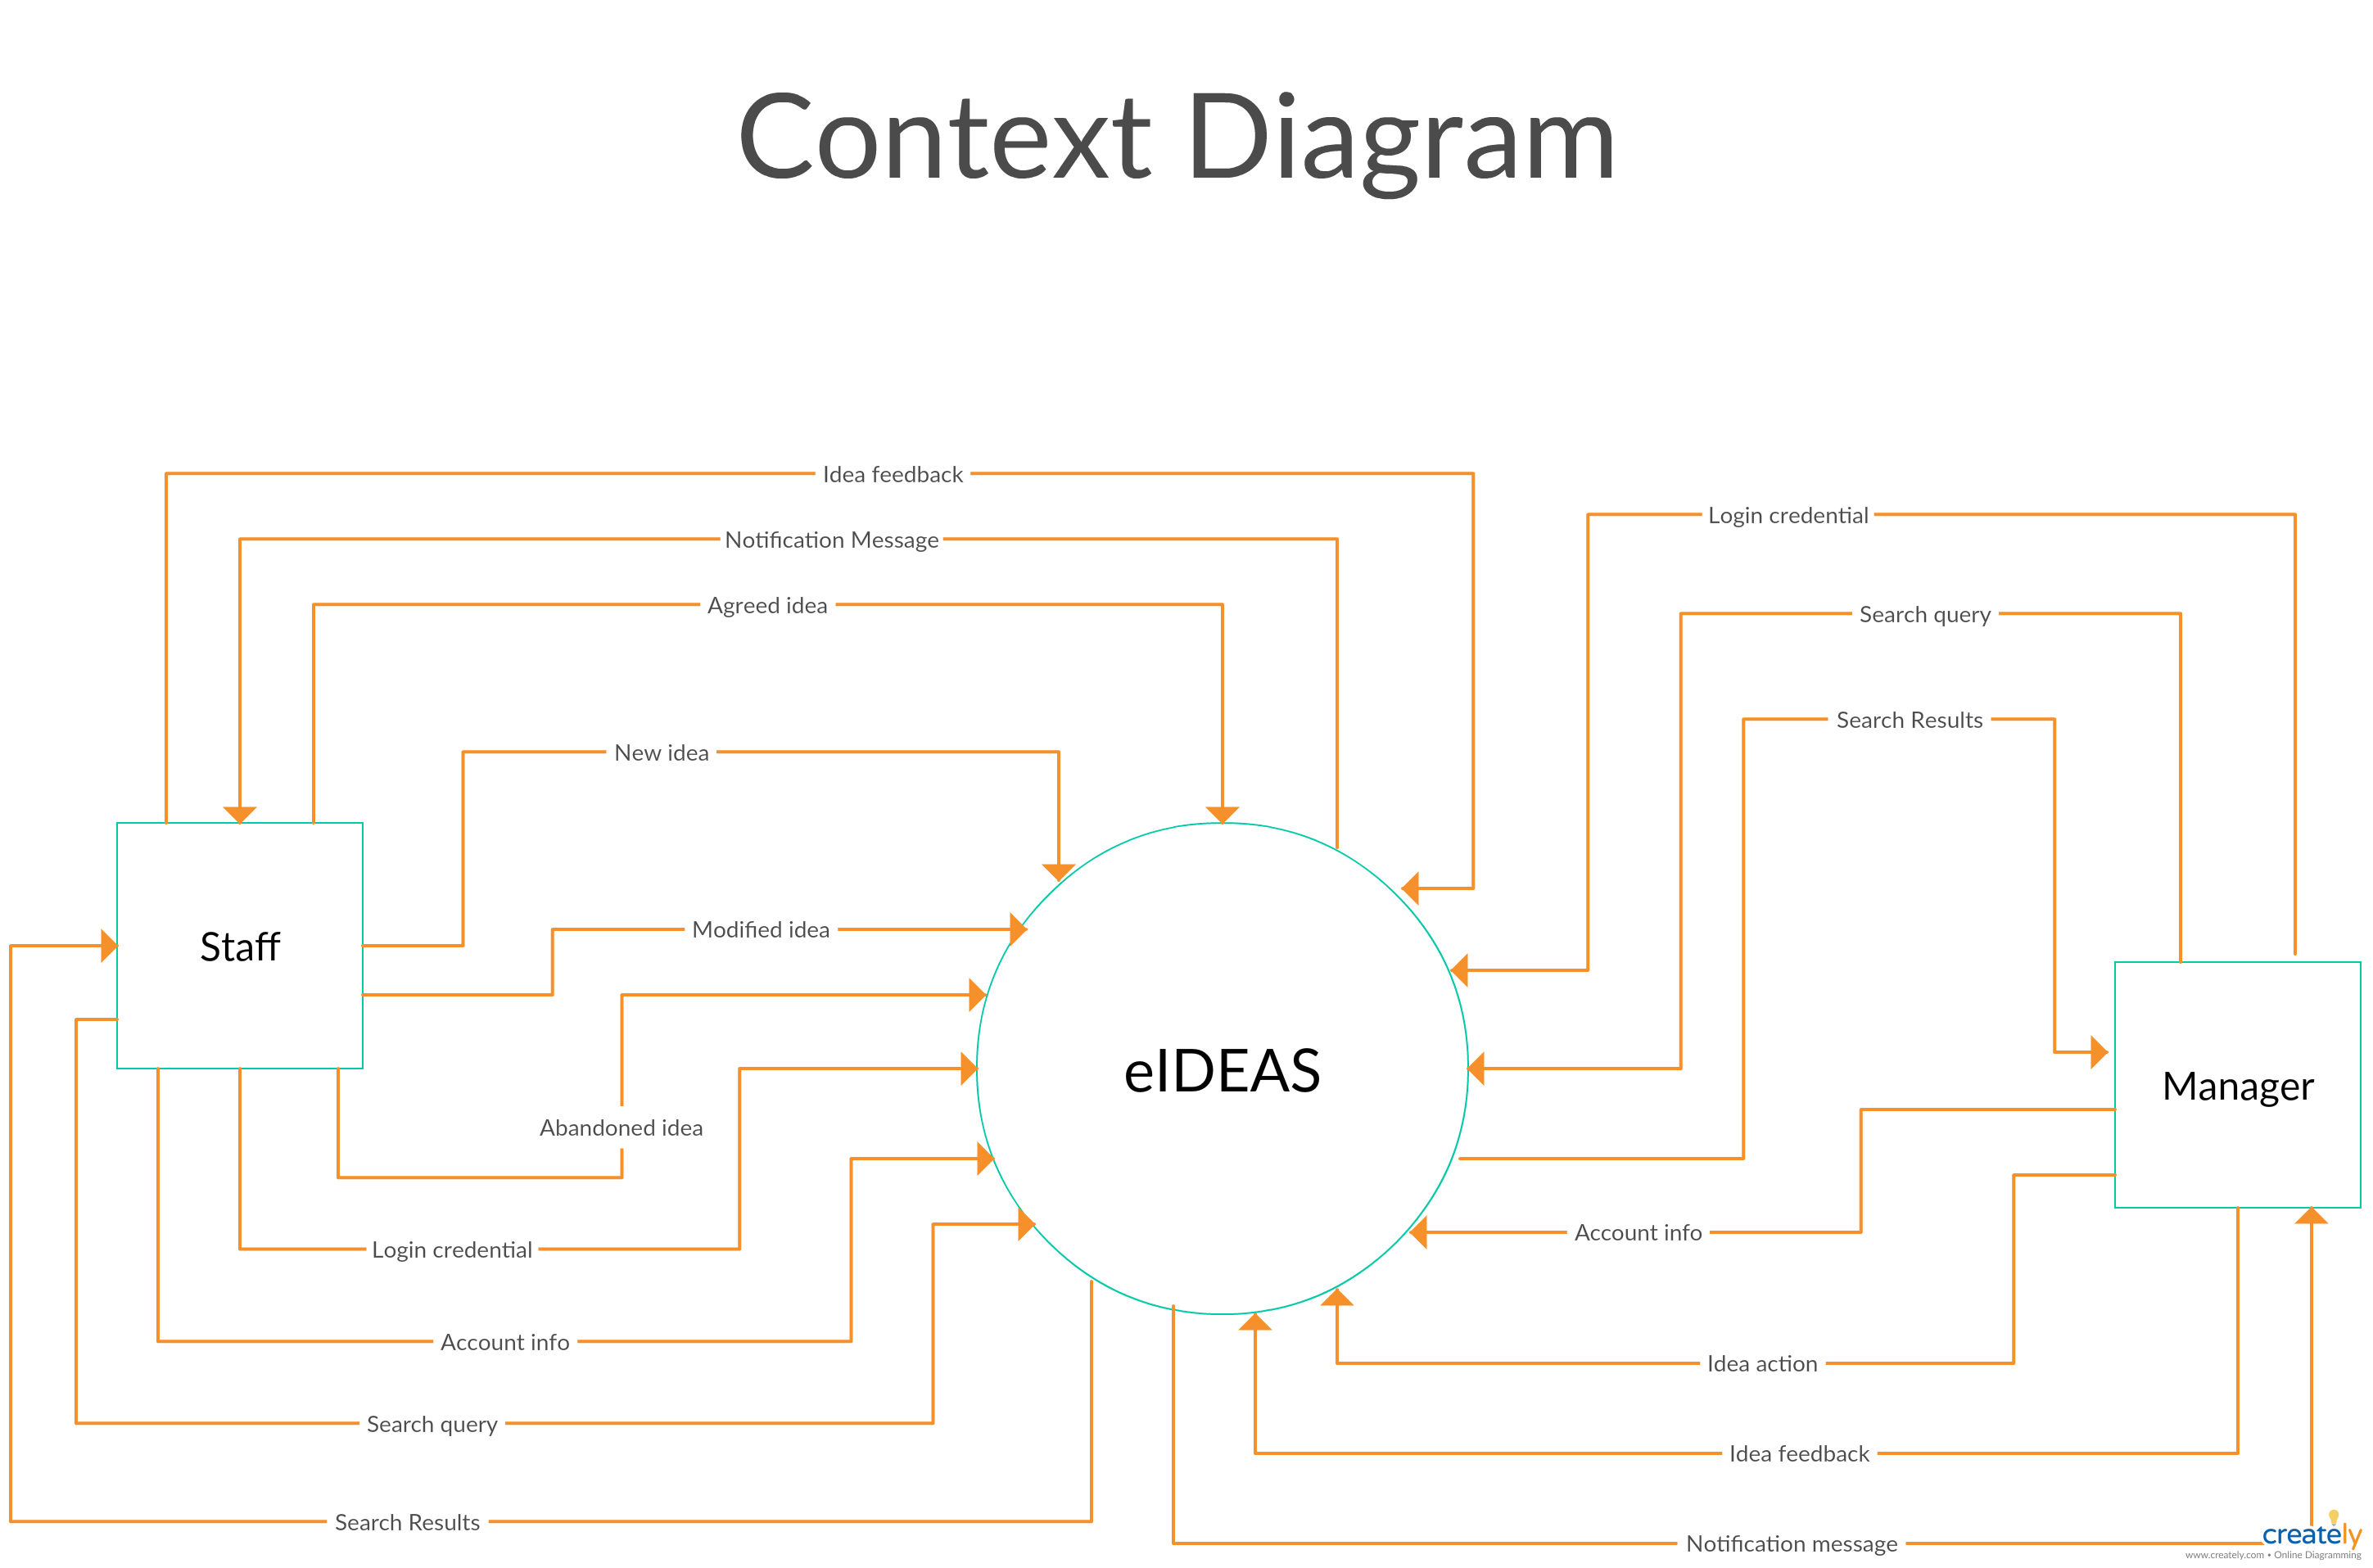 Context Diagram
Idea feedback
Login credential
Notification Message
Agreed idea
Search query
Search Results
New idea
Modified idea
Staff
eIDEAS
Manager
Abandoned idea
Account info
Login credential
Account info
Idea action
Search query
Idea feedback
Search Results
Notification message
creately
www.creately.com • Online Diagramming